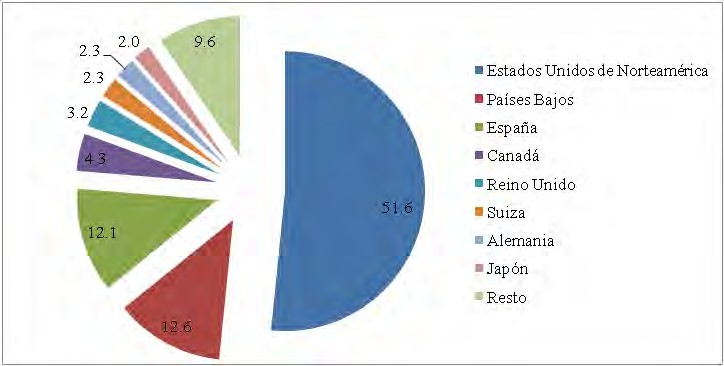 2.0
9.6
2.3
2.3
3.2
4.3
12.1
12.6
51.6
Estados Unidos de Norteamérica
Países Bajos
España
Canadá
Reino Unido
Suiza
Alemania
Japón
Resto